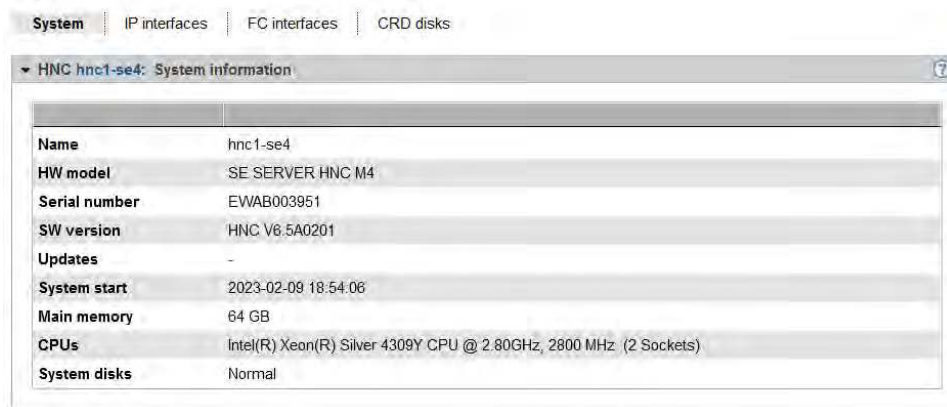 System IP interfaces FC interfaces CRD disks
HNC hnc1-se4: System information ?
Name hnc1-se4
HW model SE SERVER HNC M4
Serial number EWAB003951
SW version HNC V6.5A0201
Updates -
System start 2023-02-09 18:54:06
Main memory 64 GB
CPUs Intel(R) Xeon(R) Silver 4309Y CPU @ 2.80GHz, 2800 MHz (2 Sockets)
System disks Normal